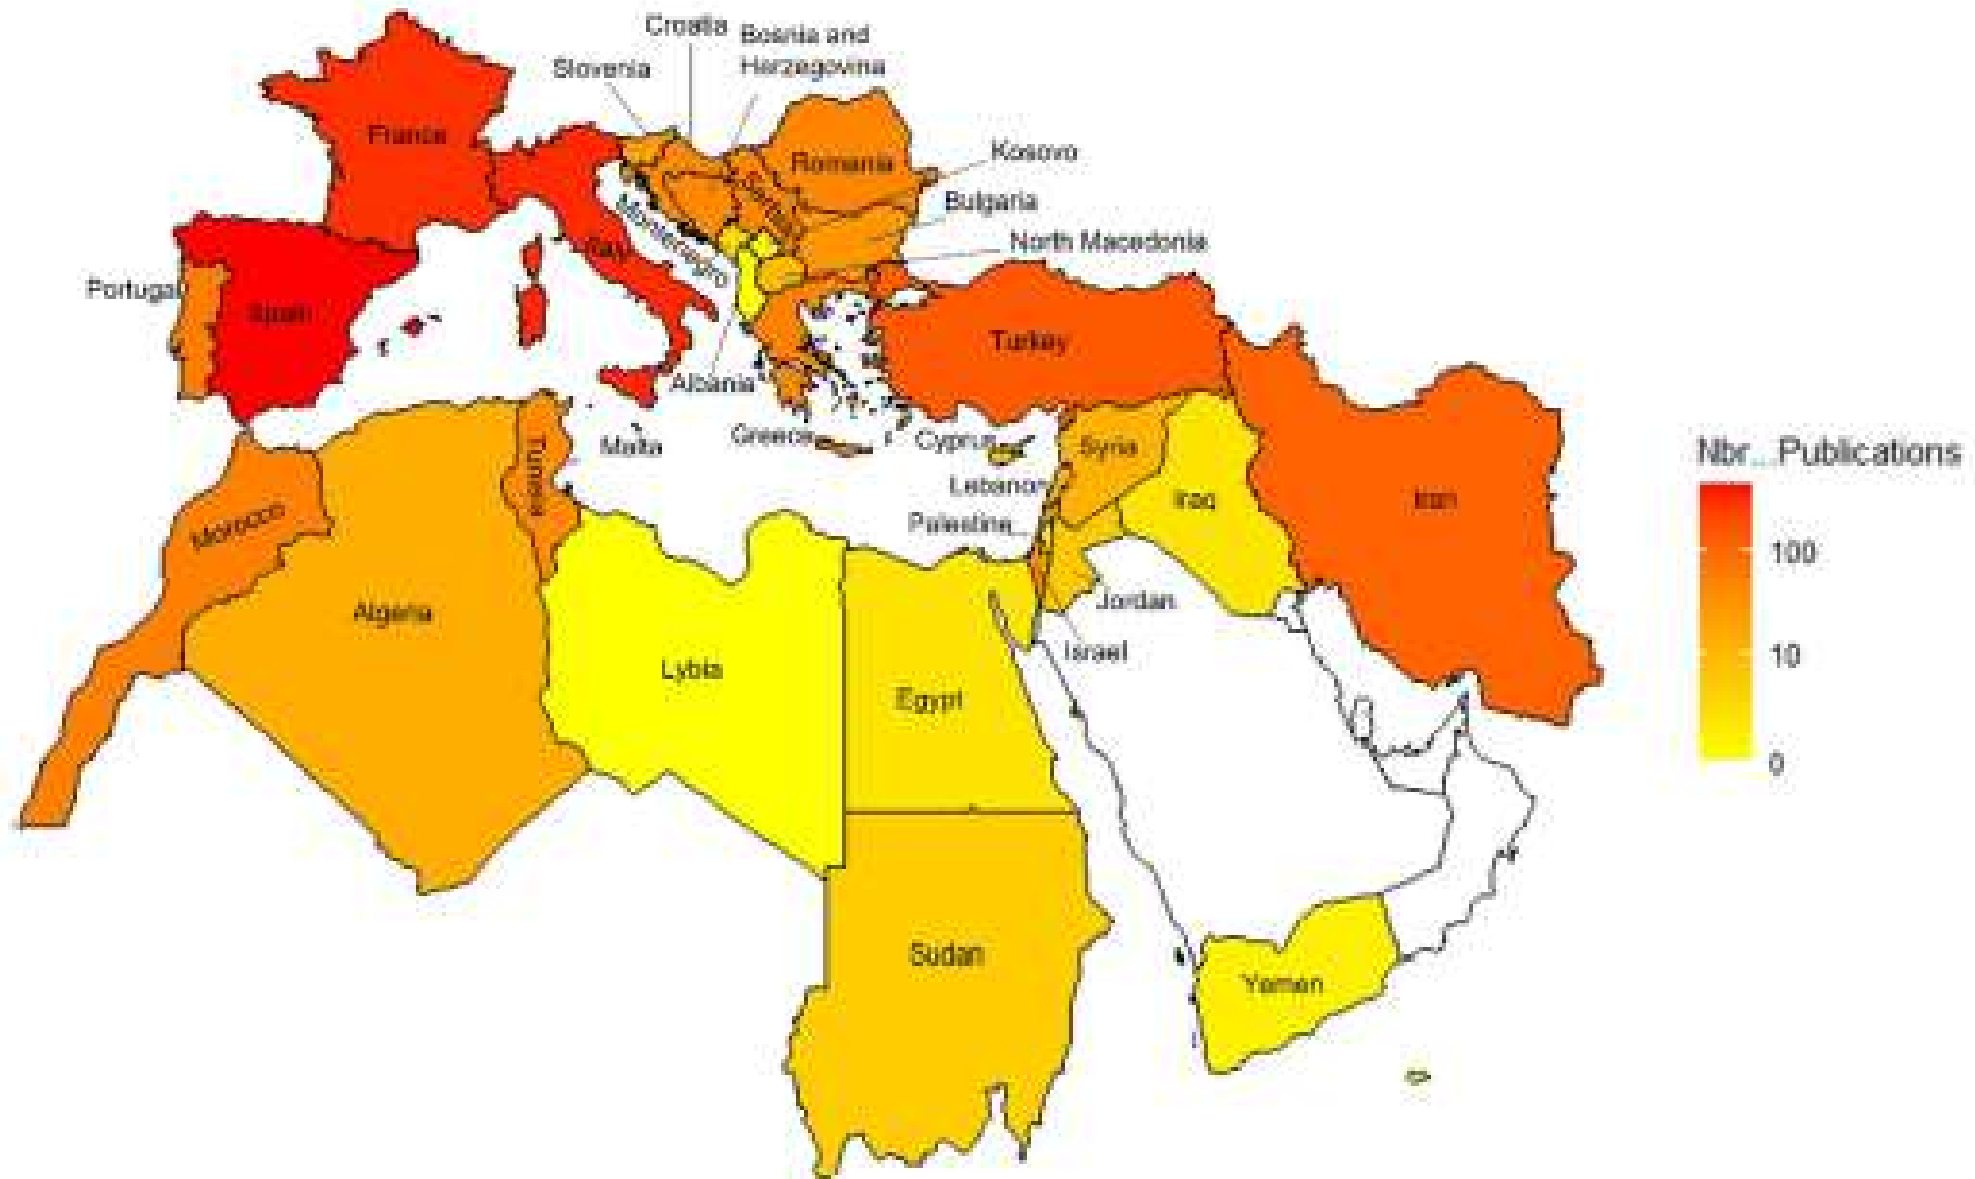 Croatia
Bosnia and
Herzegovina
Slovenia
France
Romania
Kosovo
Serbia
Bulgaria
Montenegro
North Macedonia
Portugal
Spain
Italy
Turkey
Albania
Malta
Greece
Cyprus
Syria
Tunisia
Lebanon
Iraq
Iran
Morocco
Palestine
Algeria
Jordan
Israel
Lybia
Egypt
Sudan
Yemen
Nbr...Publications
100
10
0